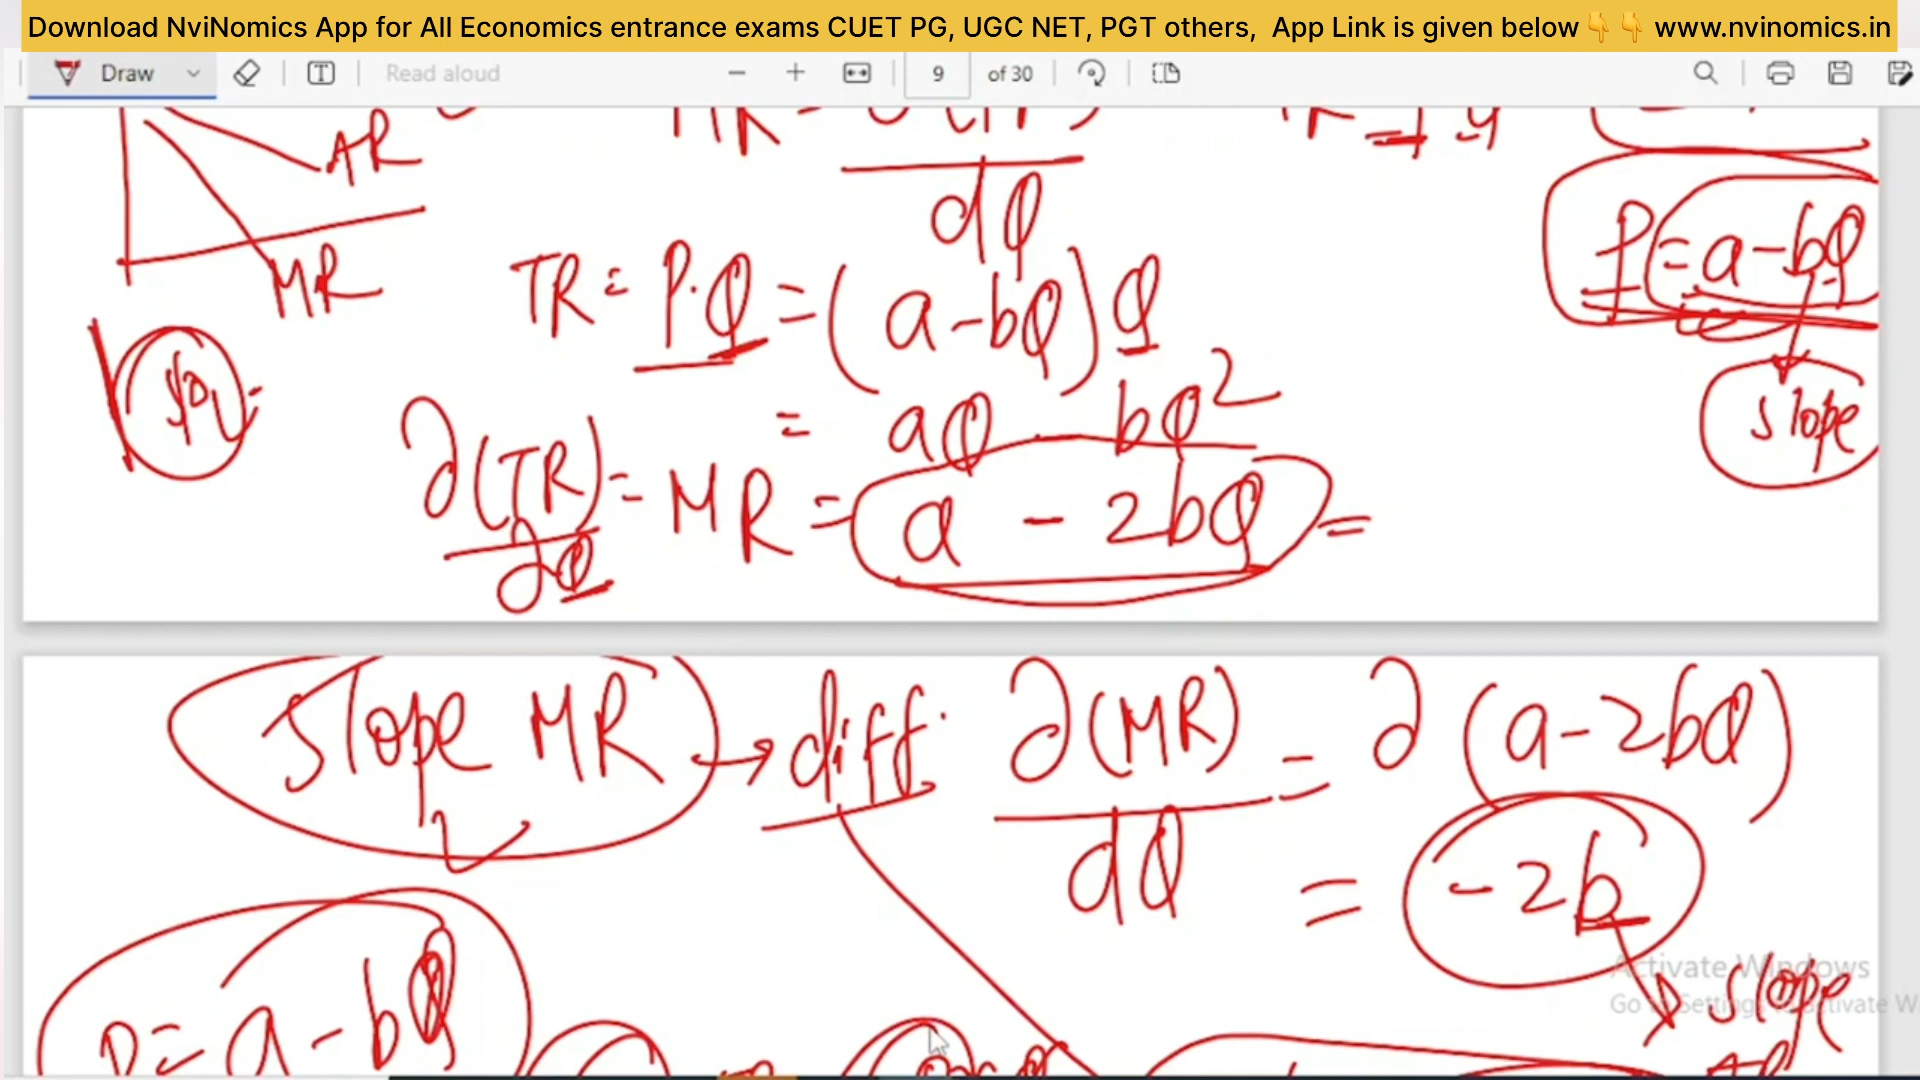 Download NviNomics App for All Economics entrance exams CUET PG, UGC NET, PGT others, App Link is given below👇👇 www.nvinomics.in
Draw Read aloud 9 of 30
AR
MR
dQ
P = a - bQ
TR = P.Q = (a - bQ) Q
slope
= aQ - bQ²
∂(TR)/∂Q = MR = a - 2bQ =
Slope MR → diff. ∂(MR)/dQ = ∂ (a - 2bQ)
= -2b
Activate Windows
Go to Settings to activate W
slope
P = a - bQ